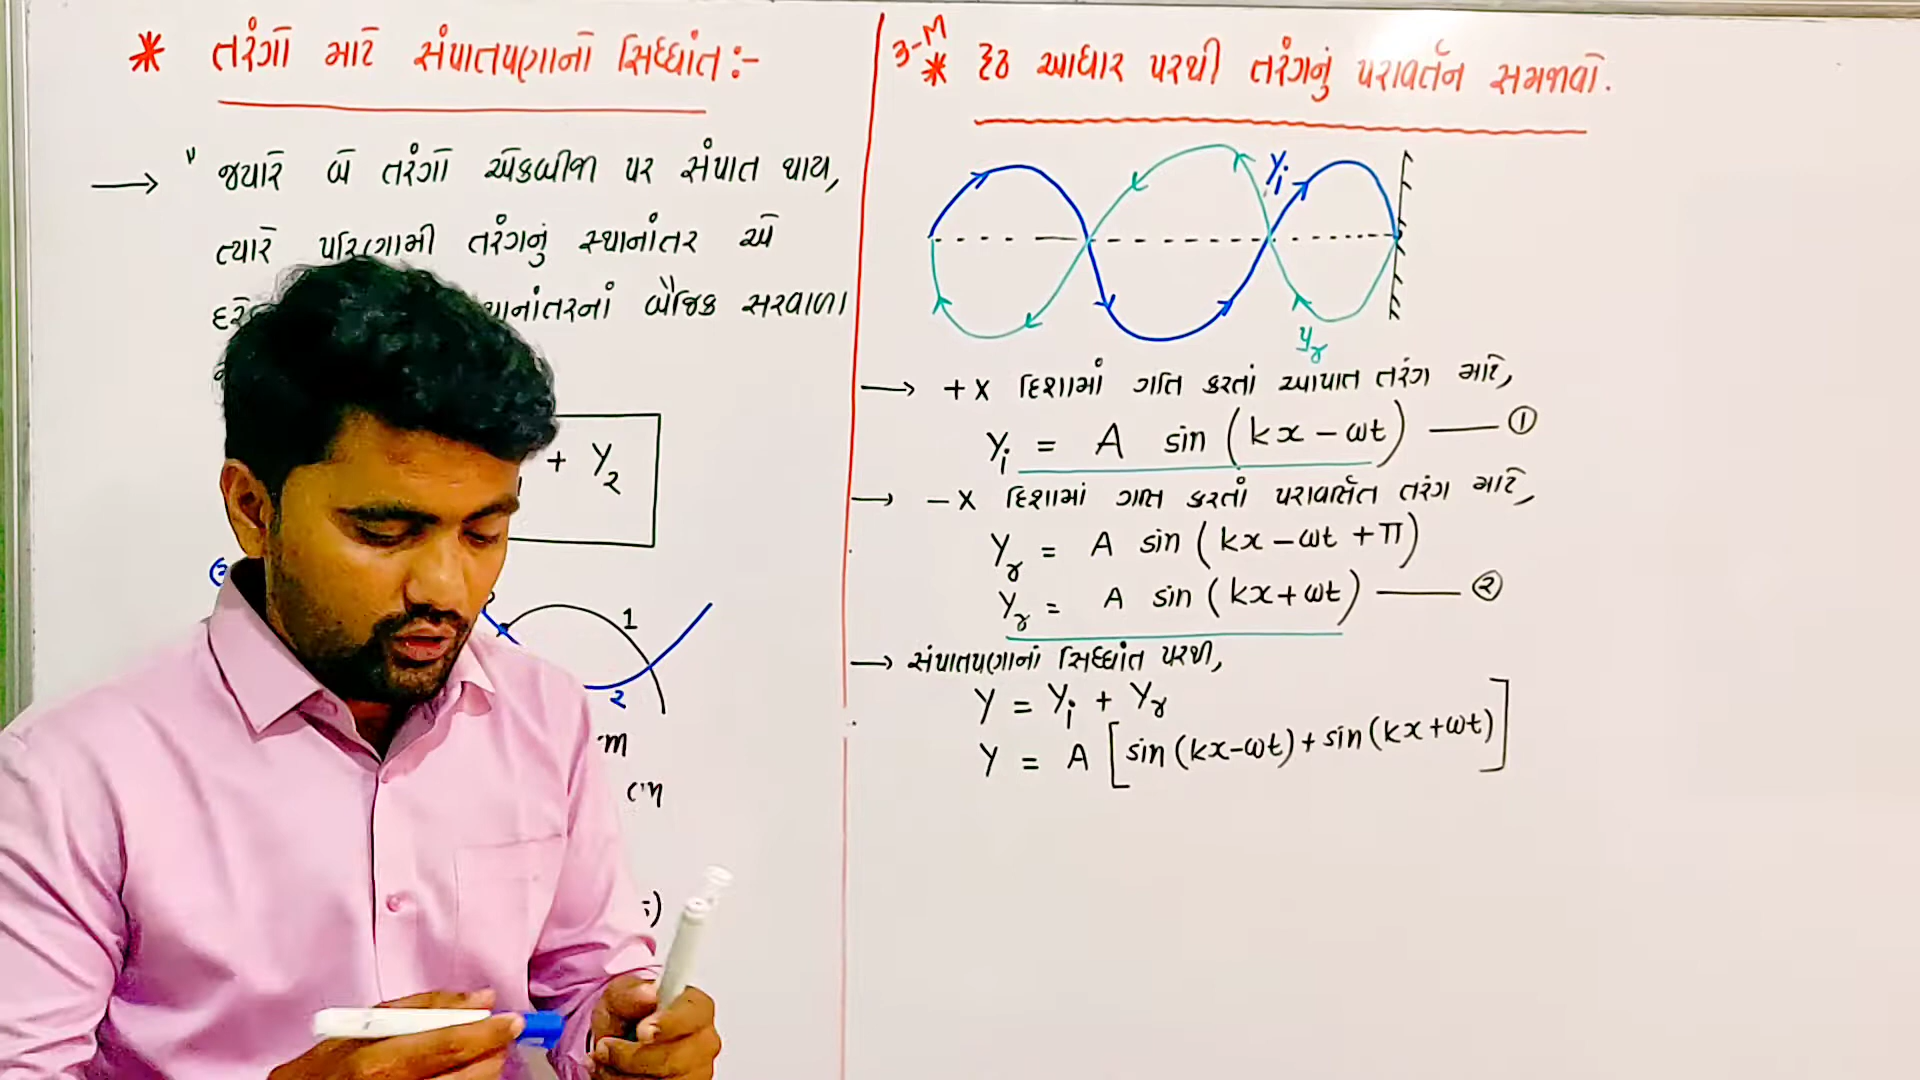 * તરંગો માટે સંપાતપણાનો સિદ્ધાંત:-
→ " જ્યારે બે તરંગો એકબીજા પર સંપાત થાય,
ત્યારે પરિણામી તરંગનું સ્થાનાંતર એ
બૈજિક સરવાળા
+ Y₂
1
2
3-M
* દઢ આધાર પરથી તરંગનું પરાવર્તન સમજાવો.
Yi
yr
→ +x દિશામાં ગતિ કરતાં આપાત તરંગ માટે,
Yi = A sin (kx - ωt) —— ①
→ -x દિશામાં ગતિ કરતાં પરાવર્તિત તરંગ માટે,
Yr = A sin (kx - ωt + π)
Yr = A sin (kx + ωt) —— ②
→ સંપાતપણાનાં સિદ્ધાંત પરથી,
Y = Yi + Yr
Y = A [sin (kx-ωt) + sin (kx+ωt)]